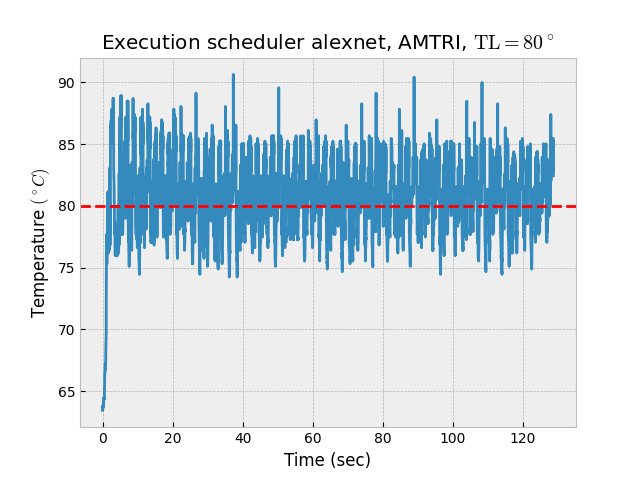 Execution scheduler alexnet, AMTRI, TL = 80°
90
85
80
75
70
65
Temperature (°C)
0 20 40 60 80 100 120
Time (sec)